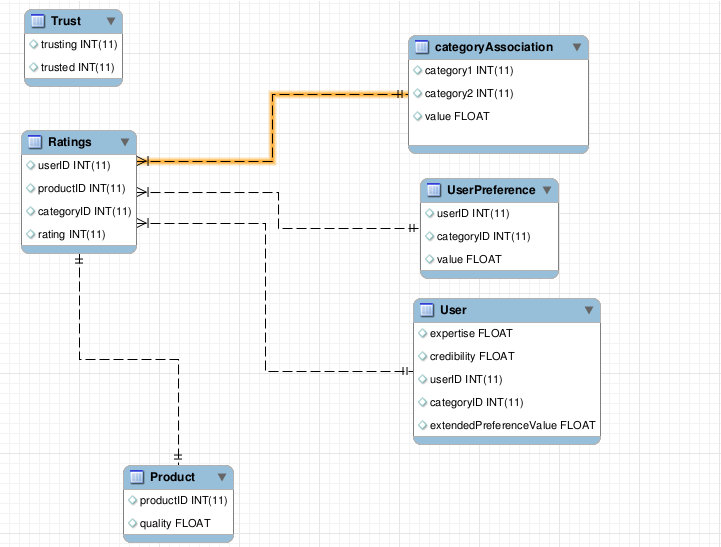 Trust
trusting INT(11)
trusted INT(11)
categoryAssociation
category1 INT(11)
category2 INT(11)
value FLOAT
Ratings
userID INT(11)
productID INT(11)
categoryID INT(11)
rating INT(11)
UserPreference
userID INT(11)
categoryID INT(11)
value FLOAT
User
expertise FLOAT
credibility FLOAT
userID INT(11)
categoryID INT(11)
extendedPreferenceValue FLOAT
Product
productID INT(11)
quality FLOAT